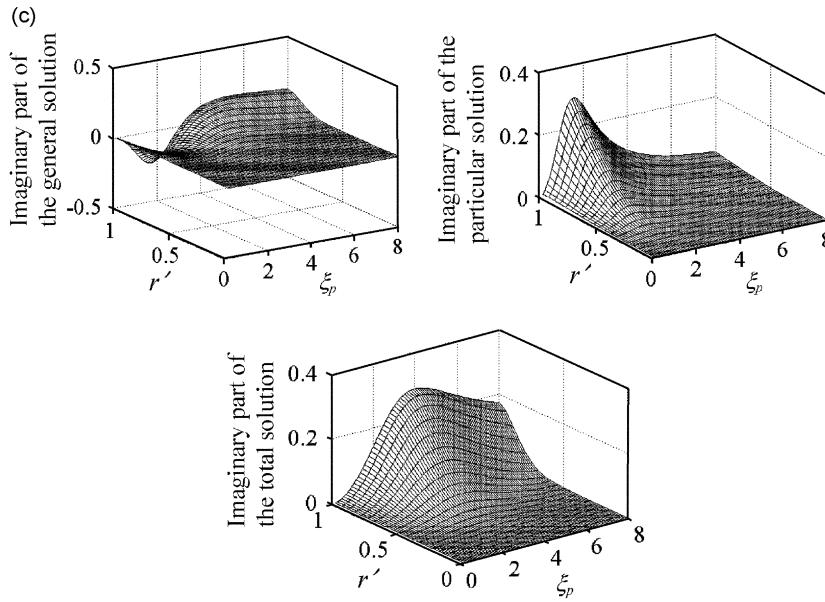 (c)
Imaginary part of
the general solution
0.5
0
-0.5
1
0.5
0
r′
2
4
6
8
ξp
Imaginary part of the
particular solution
0.4
0.2
0
1
0.5
0
r′
2
4
6
8
ξp
Imaginary part of
the total solution
0.4
0.2
0
1
0.5
0
r′
0
2
4
6
8
ξp